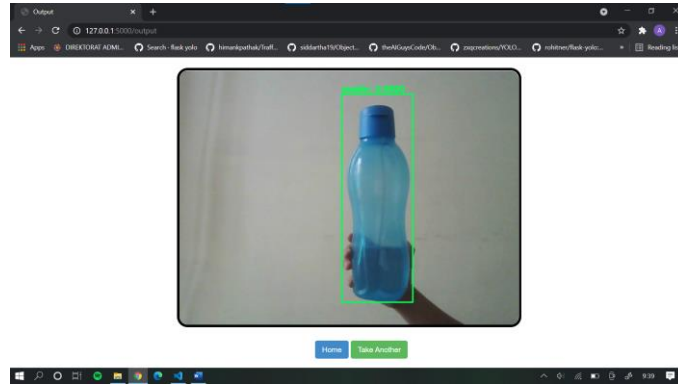 Output
127.0.0.1:5000/output
Apps
DIREKTORAT ADMI...
Search · flask yolo
himankpathak/Traff...
siddartha19/Object...
theAIGuysCode/Ob...
zsqcreations/YOLO...
rohitner/flask-yolo...
Reading lis
Home
Take Another
9:39